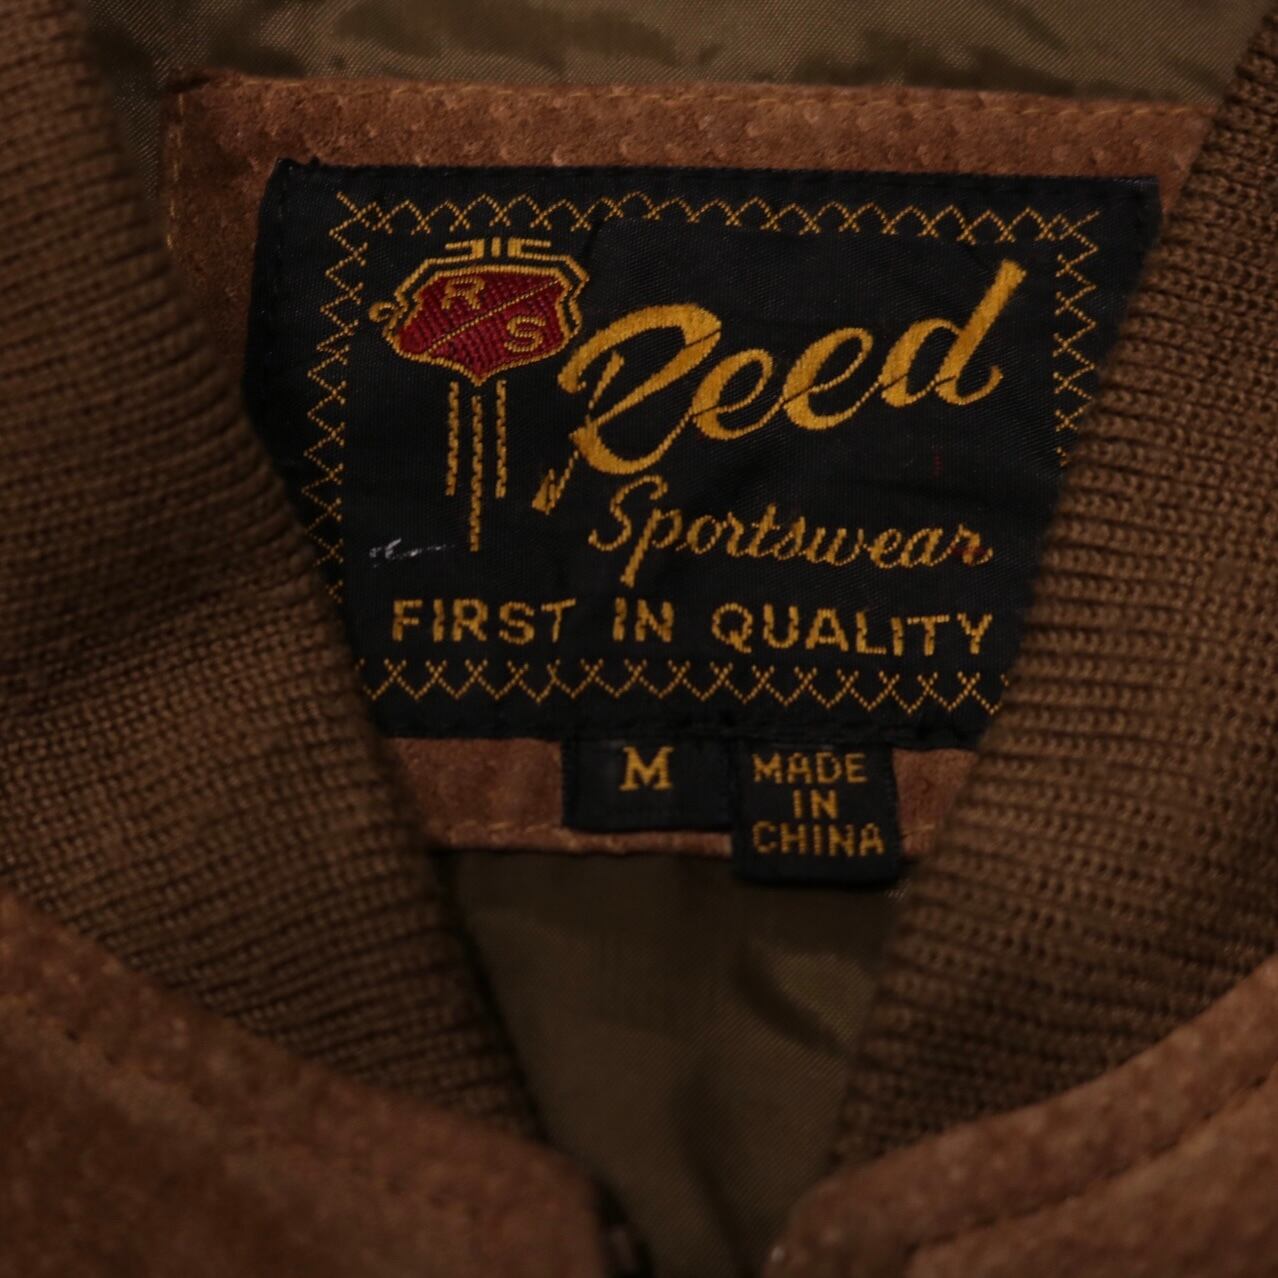 R
S
Reed
Sportswear
FIRST IN QUALITY
M
MADE
IN
CHINA